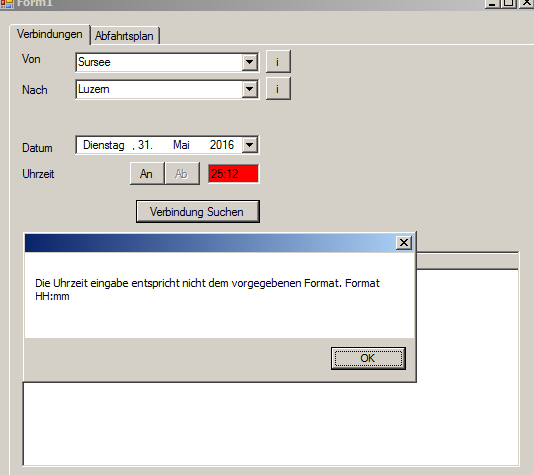 Form1
Verbindungen Abfahrtsplan
Von Sursee i
Nach Luzern i
Datum Dienstag , 31. Mai 2016
Uhrzeit An Ab 25:12
Verbindung Suchen
Die Uhrzeit eingabe entspricht nicht dem vorgegebenen Format. Format
HH:mm
OK